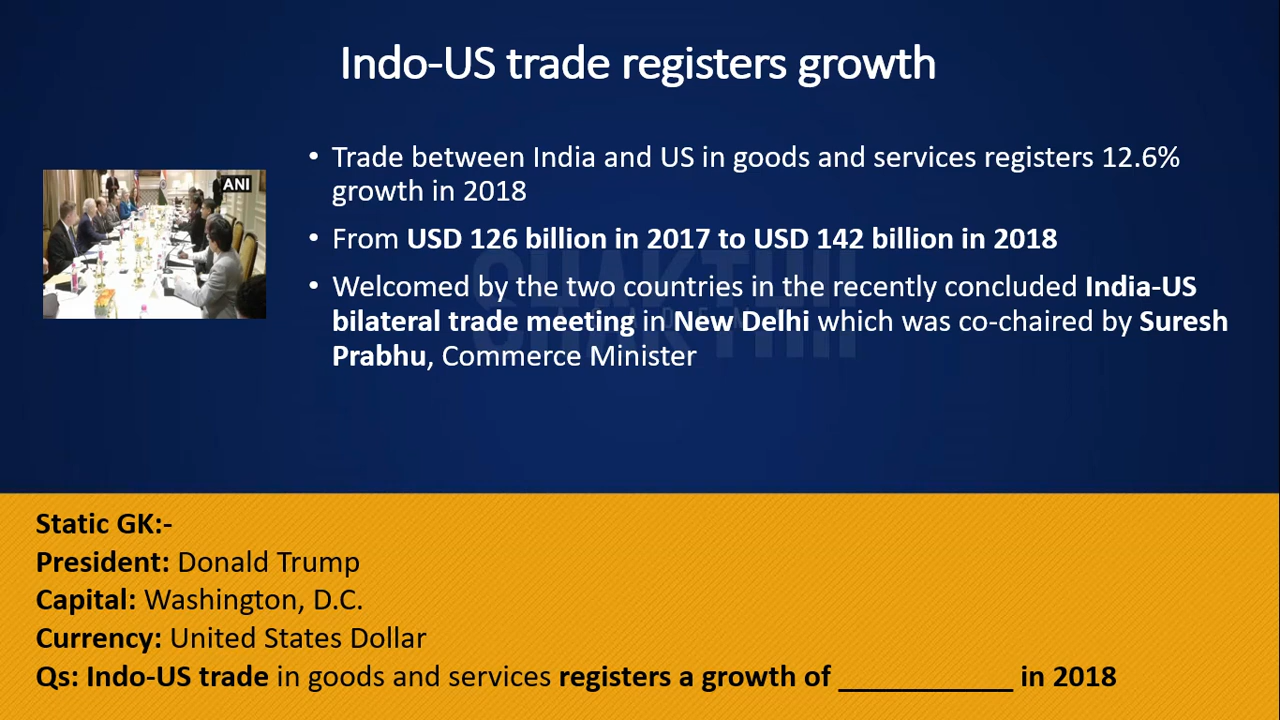 Indo-US trade registers growth
ANI
• Trade between India and US in goods and services registers 12.6%
growth in 2018
• From USD 126 billion in 2017 to USD 142 billion in 2018
• Welcomed by the two countries in the recently concluded India-US
bilateral trade meeting in New Delhi which was co-chaired by Suresh
Prabhu, Commerce Minister
Static GK:-
President: Donald Trump
Capital: Washington, D.C.
Currency: United States Dollar
Qs: Indo-US trade in goods and services registers a growth of ___________ in 2018